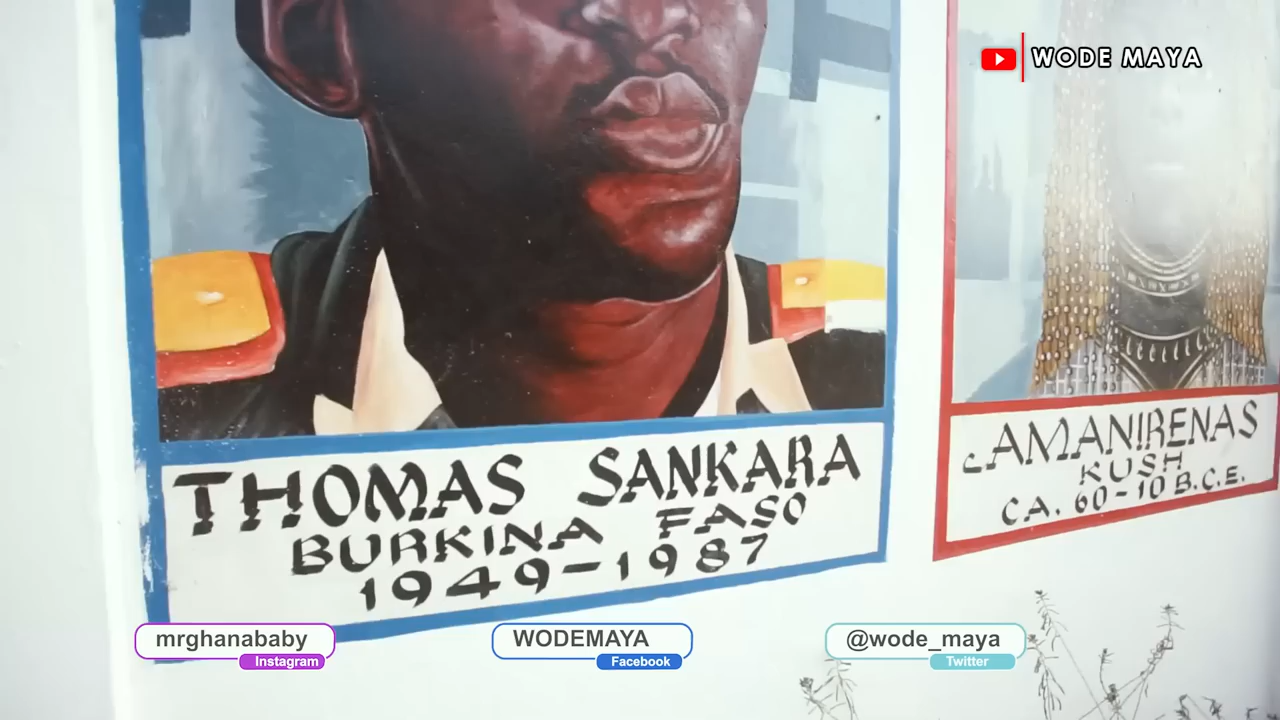 WODE MAYA
THOMAS SANKARA
BURKINA FASO
1949-1987
AMANIRENAS
KUSH
CA. 60-10 B.C.E.
mrghanababy
Instagram
WODEMAYA
Facebook
@wode_maya
Twitter